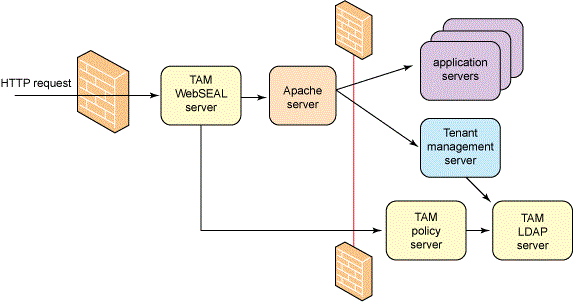 HTTP request
TAM
WebSEAL
server
Apache
server
application
servers
Tenant
management
server
TAM
policy
server
TAM
LDAP
server